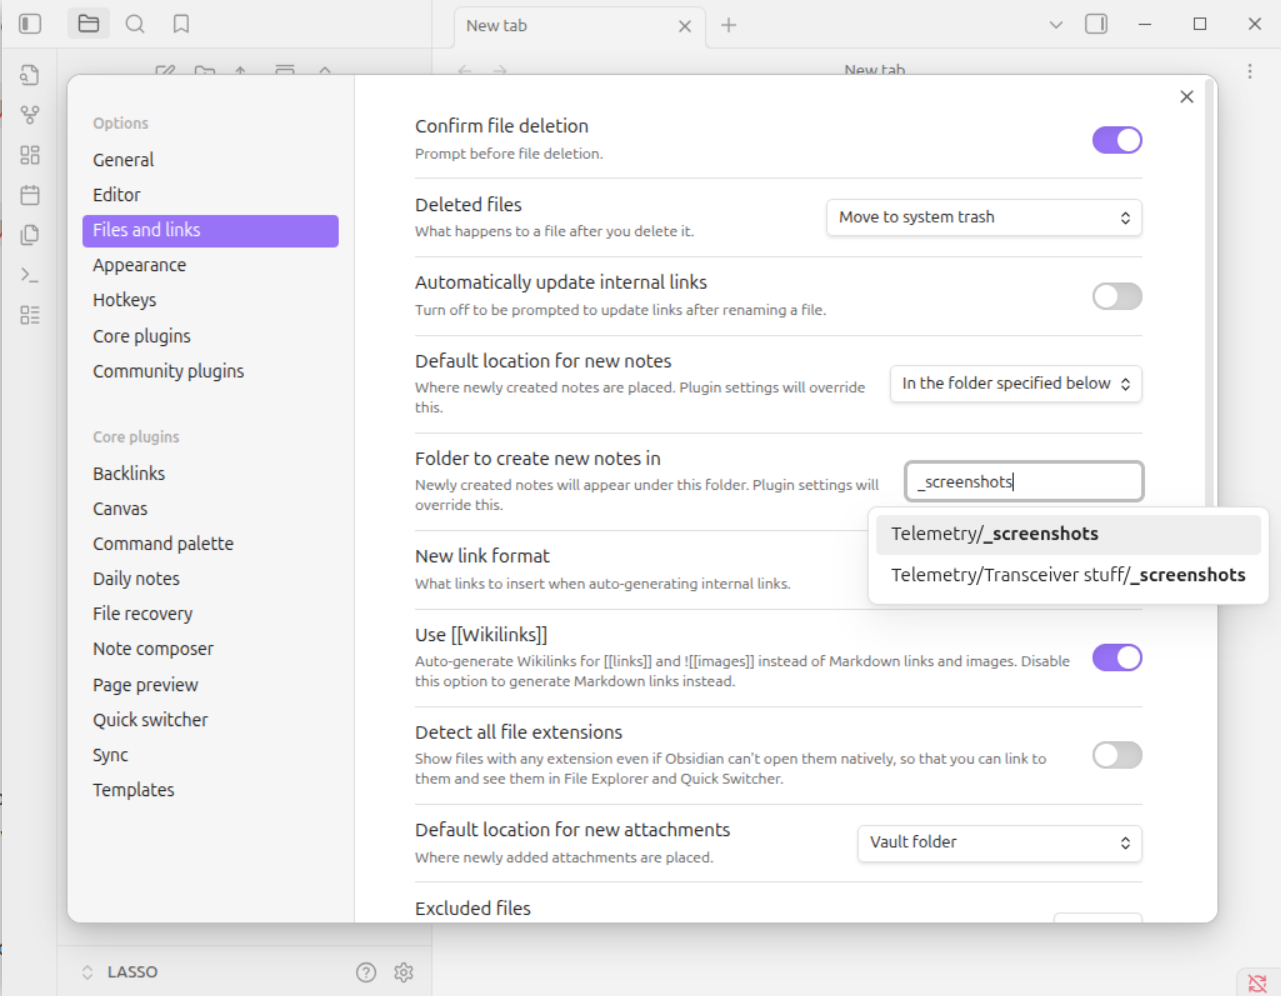 New tab
New tab
Options
General
Editor
Files and links
Appearance
Hotkeys
Core plugins
Community plugins
Core plugins
Backlinks
Canvas
Command palette
Daily notes
File recovery
Note composer
Page preview
Quick switcher
Sync
Templates
Confirm file deletion
Prompt before file deletion.
Deleted files
What happens to a file after you delete it.
Move to system trash
Automatically update internal links
Turn off to be prompted to update links after renaming a file.
Default location for new notes
Where newly created notes are placed. Plugin settings will override
this.
In the folder specified below
Folder to create new notes in
Newly created notes will appear under this folder. Plugin settings will
override this.
_screenshots
Telemetry/_screenshots
Telemetry/Transceiver stuff/_screenshots
New link format
What links to insert when auto-generating internal links.
Use [[Wikilinks]]
Auto-generate Wikilinks for [[links]] and ![[images]] instead of Markdown links and images. Disable
this option to generate Markdown links instead.
Detect all file extensions
Show files with any extension even if Obsidian can't open them natively, so that you can link to
them and see them in File Explorer and Quick Switcher.
Default location for new attachments
Where newly added attachments are placed.
Vault folder
Excluded files
LASSO